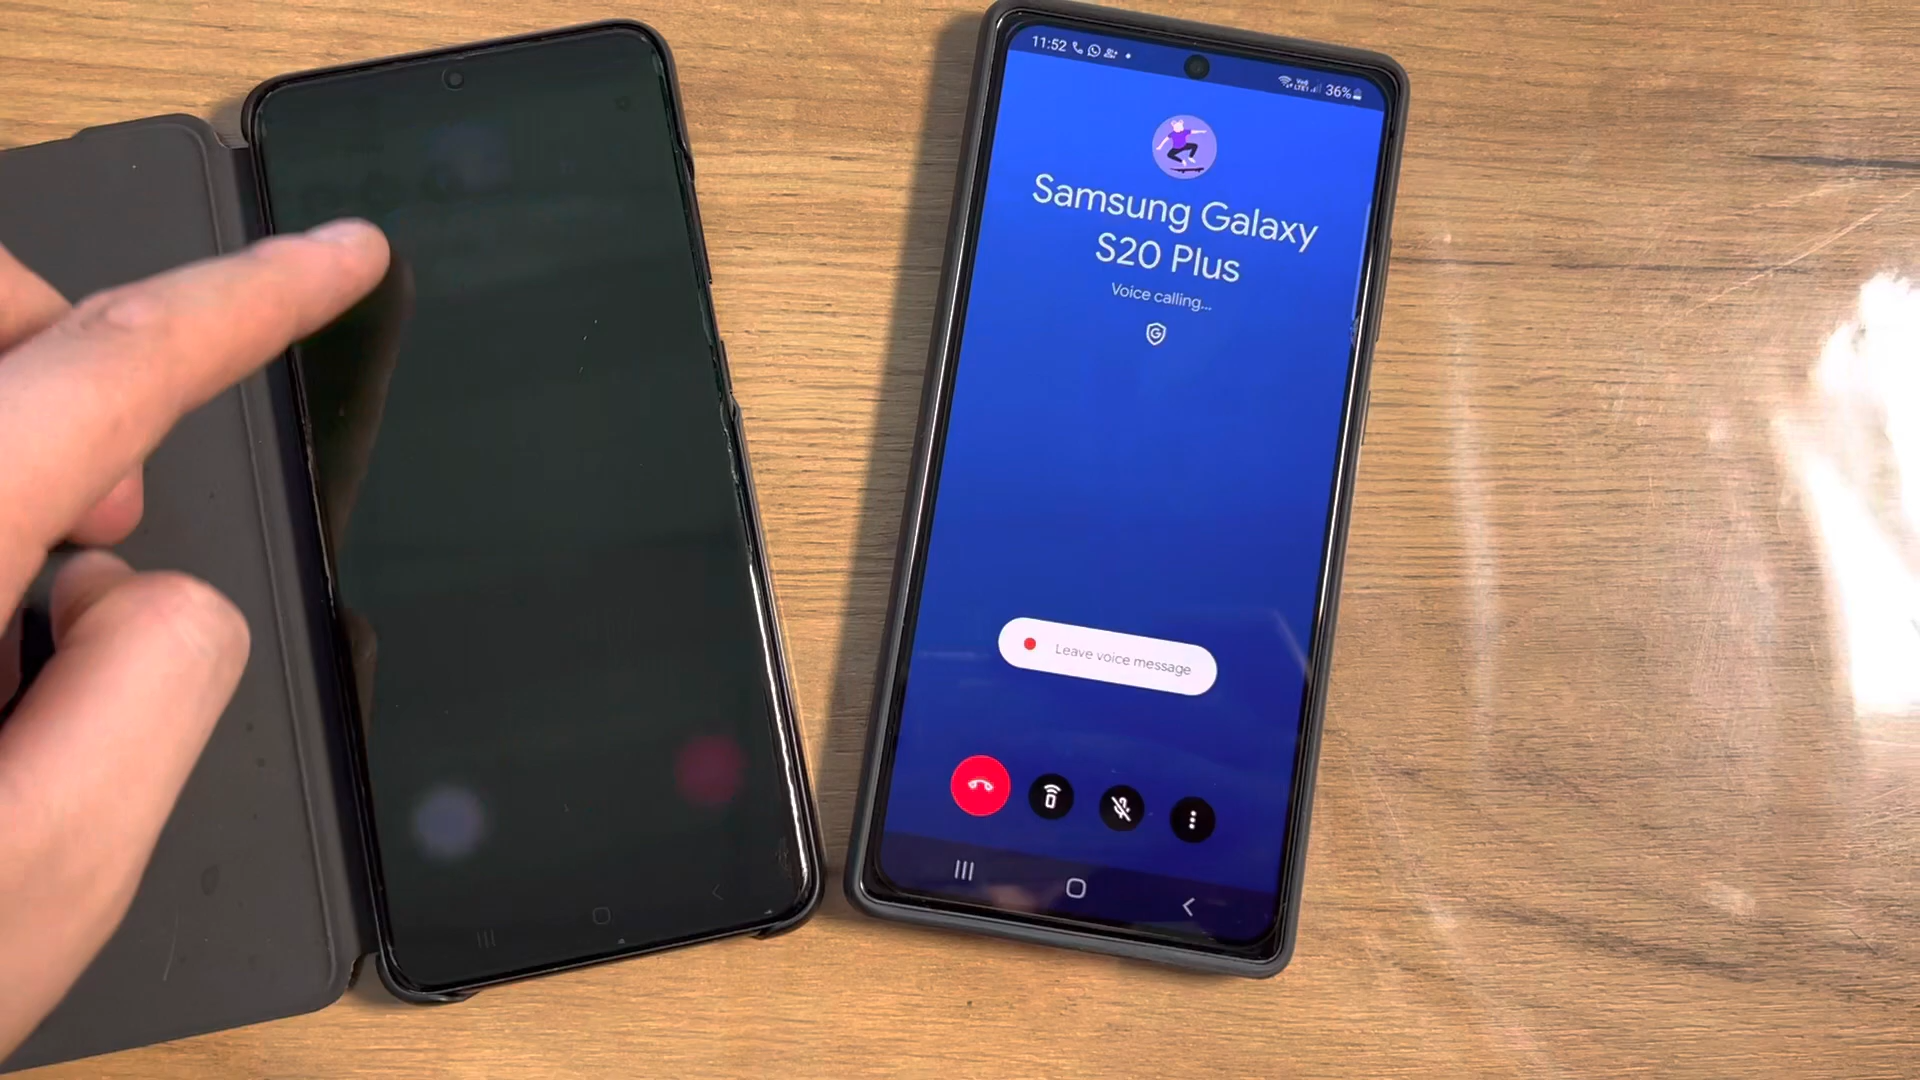 11:52
36%
Samsung Galaxy
S20 Plus
Voice calling...
Leave voice message